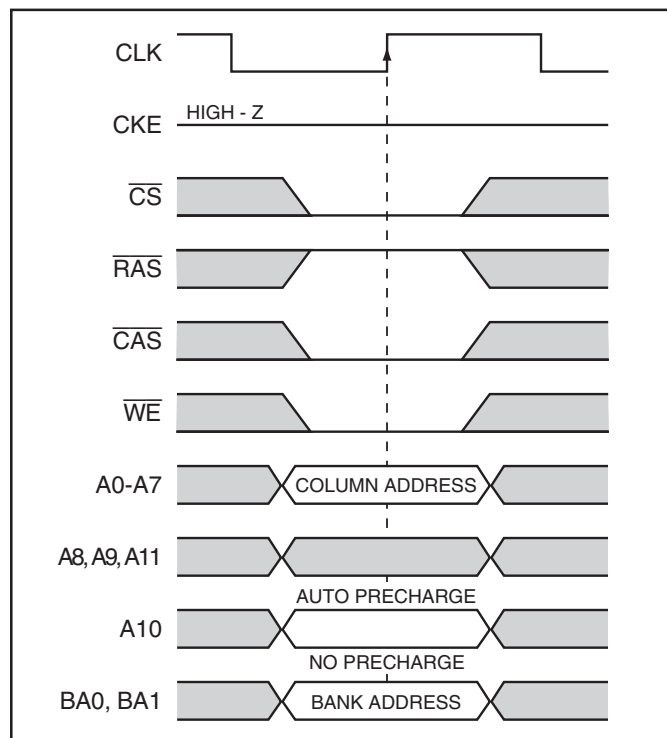 CLK
CKE HIGH - Z
CS
RAS
CAS
WE
A0-A7 COLUMN ADDRESS
A8, A9, A11
AUTO PRECHARGE
A10
NO PRECHARGE
BA0, BA1 BANK ADDRESS